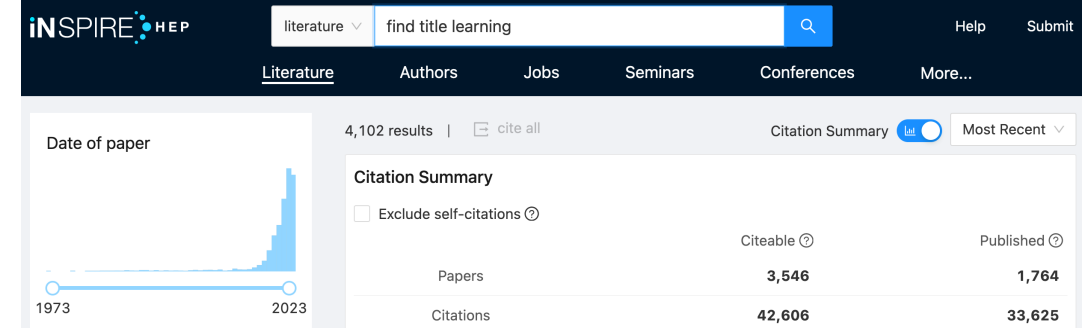 iNSPIRE HEP
literature find title learning
Help Submit
Literature Authors Jobs Seminars Conferences More...
Date of paper
1973 2023
4,102 results | cite all
Citation Summary Most Recent
Citation Summary
Exclude self-citations ?
Citeable ? Published ?
Papers 3,546 1,764
Citations 42,606 33,625